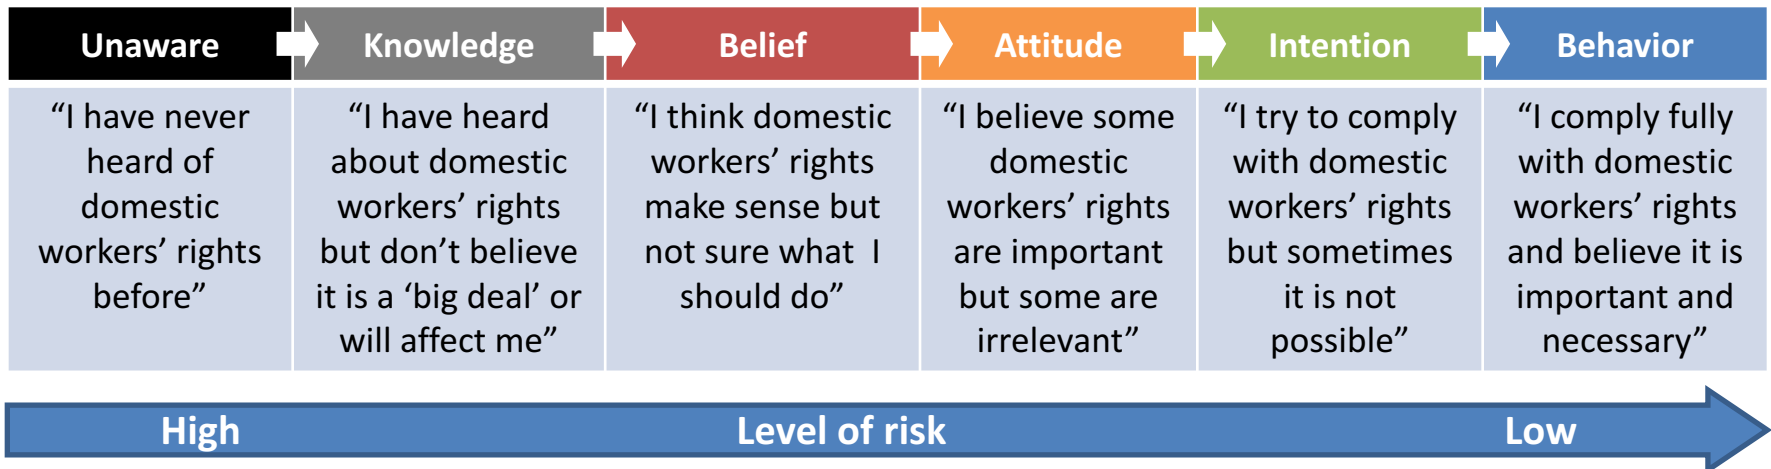 Unaware
Knowledge
Belief
Attitude
Intention
Behavior
“I have never
heard of
domestic
workers’ rights
before”
“I have heard
about domestic
workers’ rights
but don’t believe
it is a ‘big deal’ or
will affect me”
“I think domestic
workers’ rights
make sense but
not sure what I
should do”
“I believe some
domestic
workers’ rights
are important
but some are
irrelevant”
“I try to comply
with domestic
workers’ rights
but sometimes
it is not
possible”
“I comply fully
with domestic
workers’ rights
and believe it is
important and
necessary”
High
Level of risk
Low